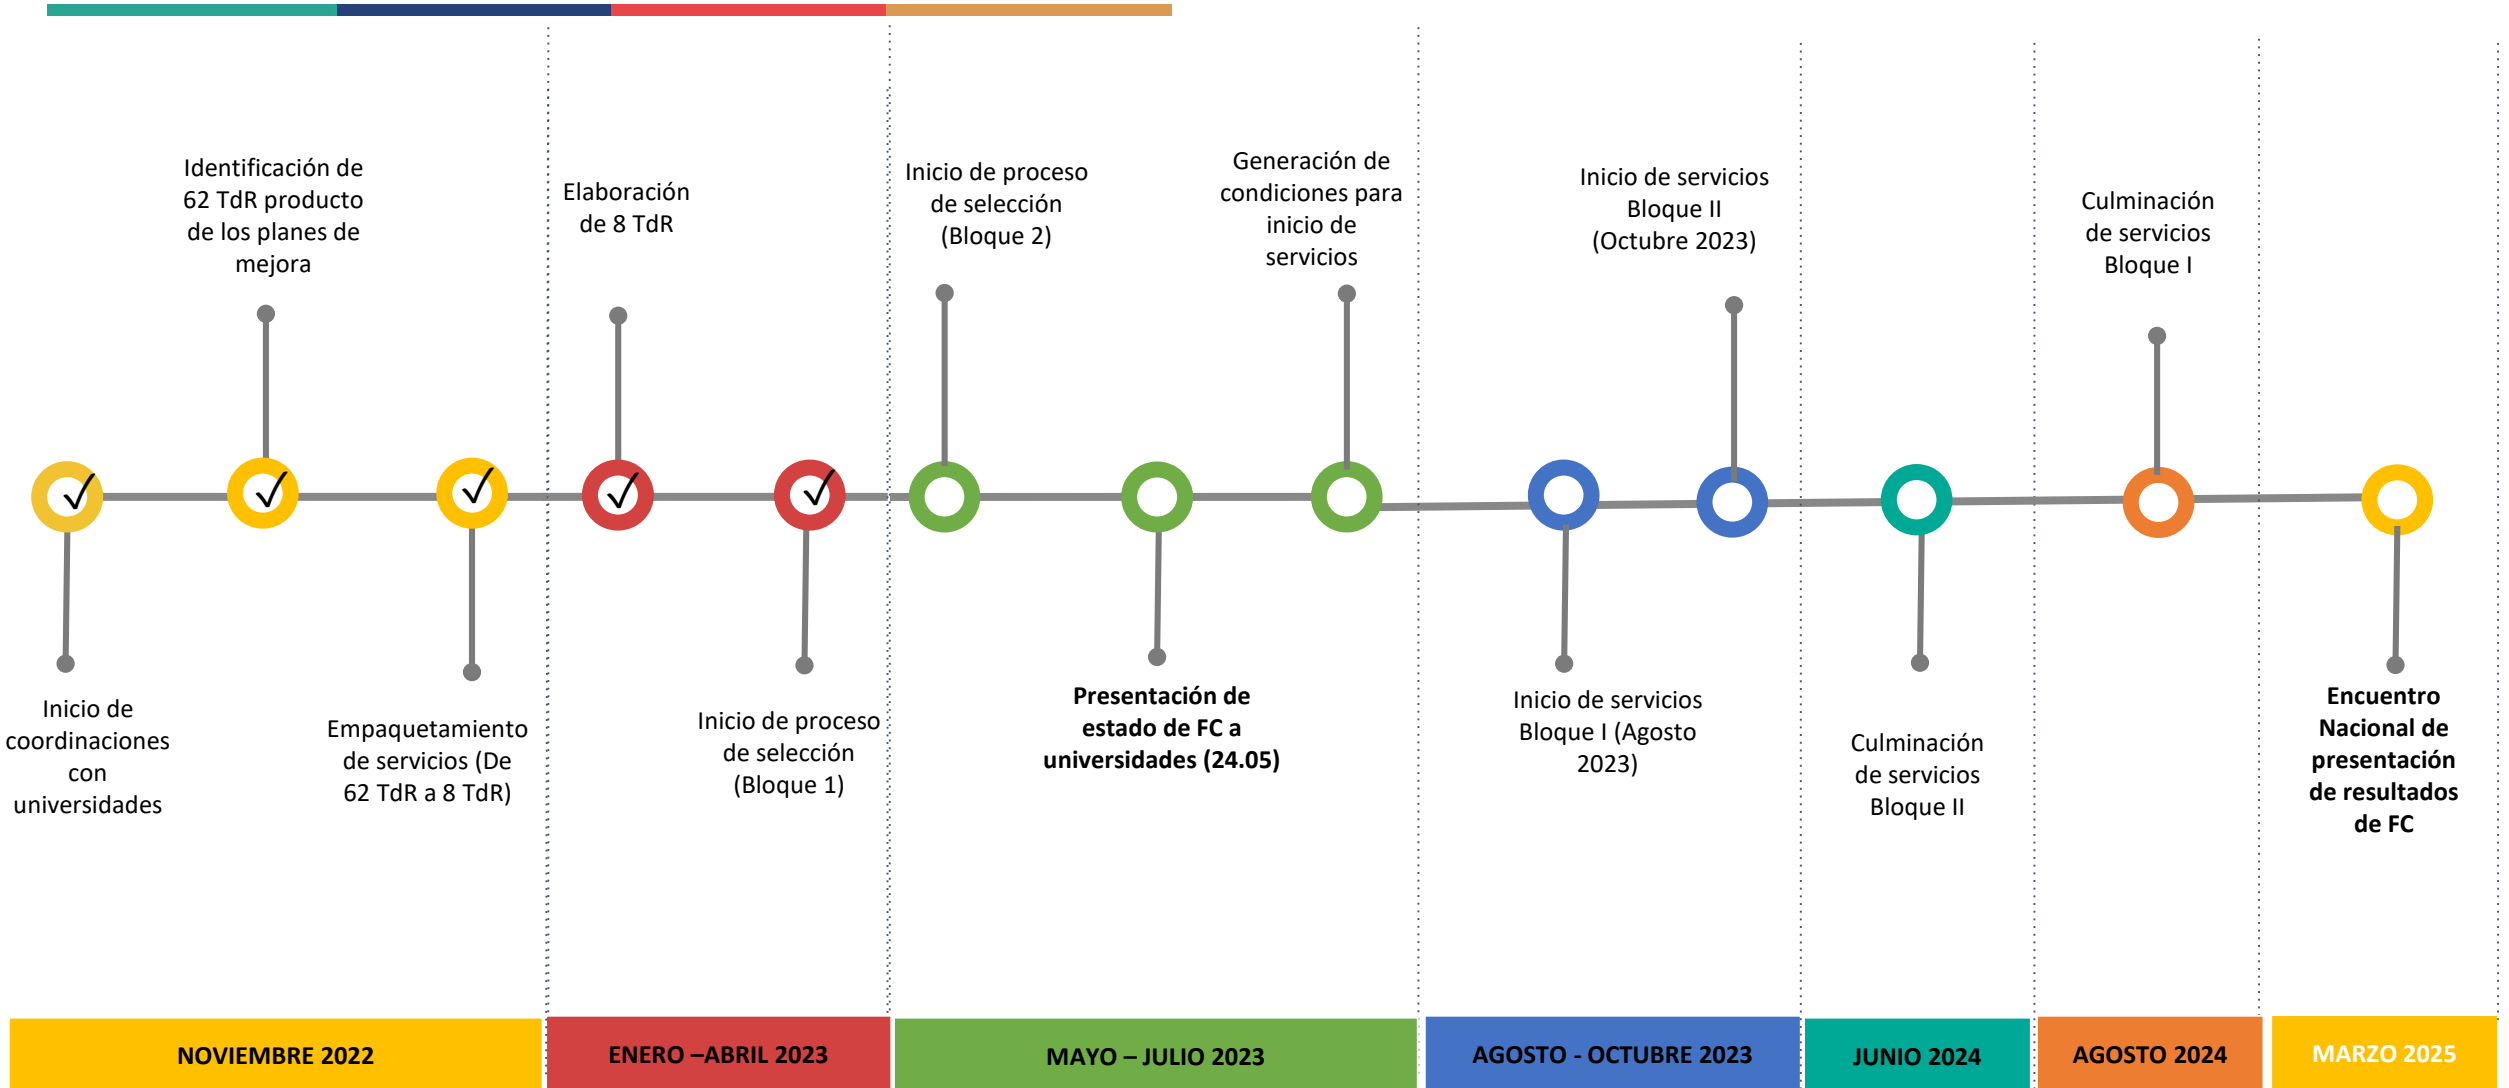 Identificación de
62 TdR producto
de los planes de
mejora
Elaboración
de 8 TdR
Inicio de proceso
de selección
(Bloque 2)
Generación de
condiciones para
inicio de
servicios
Inicio de servicios
Bloque II
(Octubre 2023)
Culminación
de servicios
Bloque I
Inicio de
coordinaciones
con
universidades
Empaquetamiento
de servicios (De
62 TdR a 8 TdR)
Inicio de proceso
de selección
(Bloque 1)
Presentación de
estado de FC a
universidades (24.05)
Inicio de servicios
Bloque I (Agosto
2023)
Culminación
de servicios
Bloque II
Encuentro
Nacional de
presentación
de resultados
de FC
NOVIEMBRE 2022
ENERO –ABRIL 2023
MAYO – JULIO 2023
AGOSTO - OCTUBRE 2023
JUNIO 2024
AGOSTO 2024
MARZO 2025